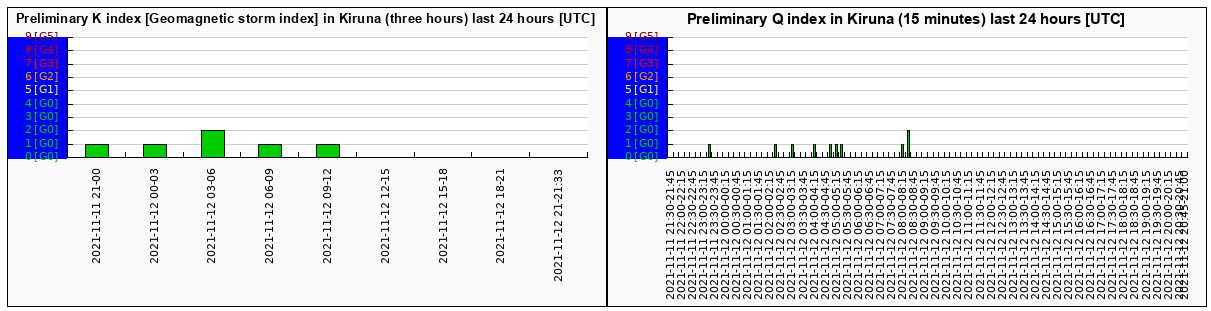 Preliminary K index [Geomagnetic storm index] in Kiruna (three hours) last 24 hours [UTC]
9 [G5]
8 [G4]
7 [G3]
6 [G2]
5 [G1]
4 [G0]
3 [G0]
2 [G0]
1 [G0]
0 [G0]
2021-11-11 21-00
2021-11-12 00-03
2021-11-12 03-06
2021-11-12 06-09
2021-11-12 09-12
2021-11-12 12-15
2021-11-12 15-18
2021-11-12 18-21
2021-11-12 21-21:33
Preliminary Q index in Kiruna (15 minutes) last 24 hours [UTC]
9 [G5]
8 [G4]
7 [G3]
6 [G2]
5 [G1]
4 [G0]
3 [G0]
2 [G0]
1 [G0]
0 [G0]
2021-11-11 21:30-21:45
2021-11-11 22:00-22:15
2021-11-11 22:30-22:45
2021-11-11 23:00-23:15
2021-11-11 23:30-23:45
2021-11-12 00:00-00:15
2021-11-12 00:30-00:45
2021-11-12 01:00-01:15
2021-11-12 01:30-01:45
2021-11-12 02:00-02:15
2021-11-12 02:30-02:45
2021-11-12 03:00-03:15
2021-11-12 03:30-03:45
2021-11-12 04:00-04:15
2021-11-12 04:30-04:45
2021-11-12 05:00-05:15
2021-11-12 05:30-05:45
2021-11-12 06:00-06:15
2021-11-12 06:30-06:45
2021-11-12 07:00-07:15
2021-11-12 07:30-07:45
2021-11-12 08:00-08:15
2021-11-12 08:30-08:45
2021-11-12 09:00-09:15
2021-11-12 09:30-09:45
2021-11-12 10:00-10:15
2021-11-12 10:30-10:45
2021-11-12 11:00-11:15
2021-11-12 11:30-11:45
2021-11-12 12:00-12:15
2021-11-12 12:30-12:45
2021-11-12 13:00-13:15
2021-11-12 13:30-13:45
2021-11-12 14:00-14:15
2021-11-12 14:30-14:45
2021-11-12 15:00-15:15
2021-11-12 15:30-15:45
2021-11-12 16:00-16:15
2021-11-12 16:30-16:45
2021-11-12 17:00-17:15
2021-11-12 17:30-17:45
2021-11-12 18:00-18:15
2021-11-12 18:30-18:45
2021-11-12 19:00-19:15
2021-11-12 19:30-19:45
2021-11-12 20:00-20:15
2021-11-12 20:30-20:45
2021-11-12 20:45-21:00